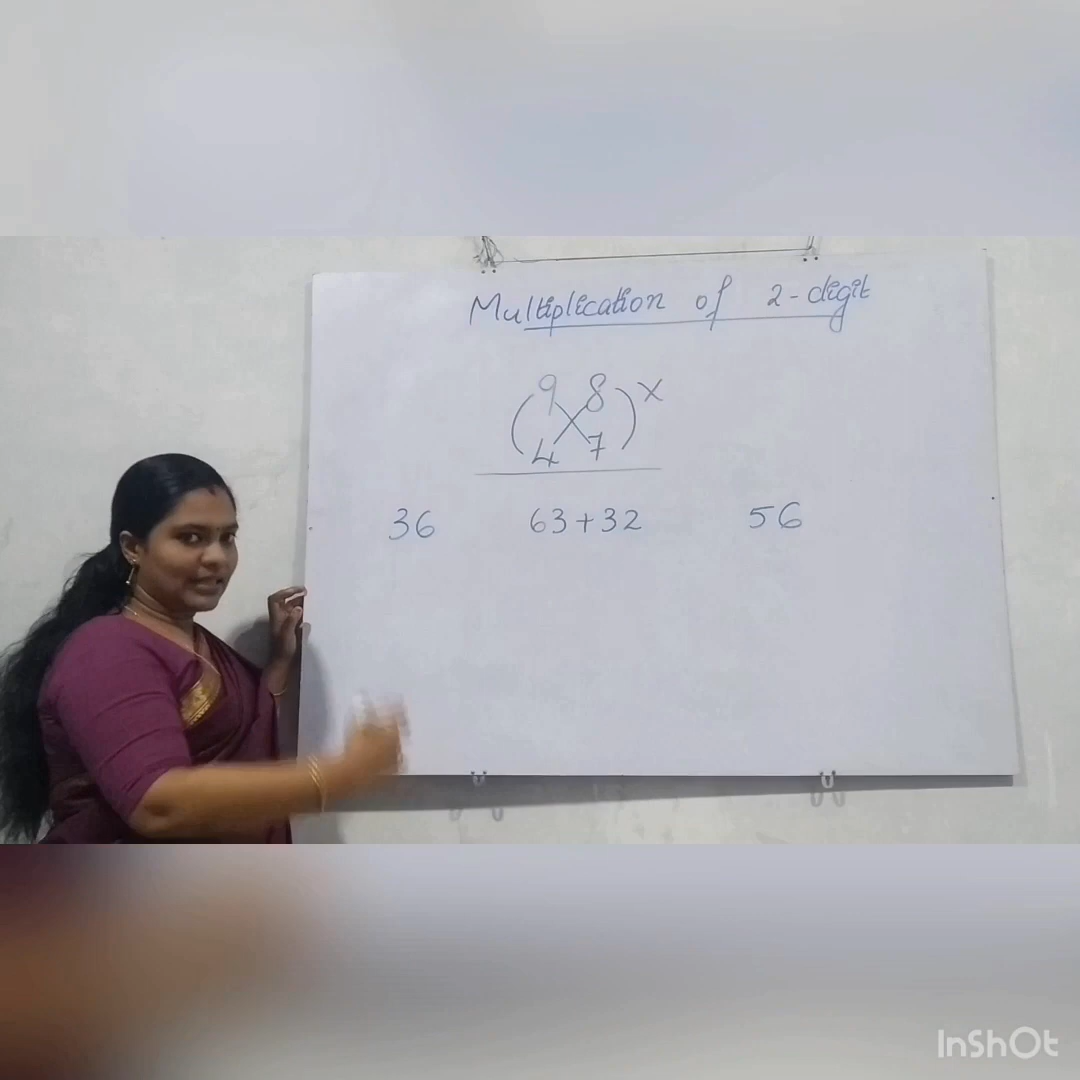 Multiplication of 2-digit
9 8 x
4 7
36 63+32 56
InShOt